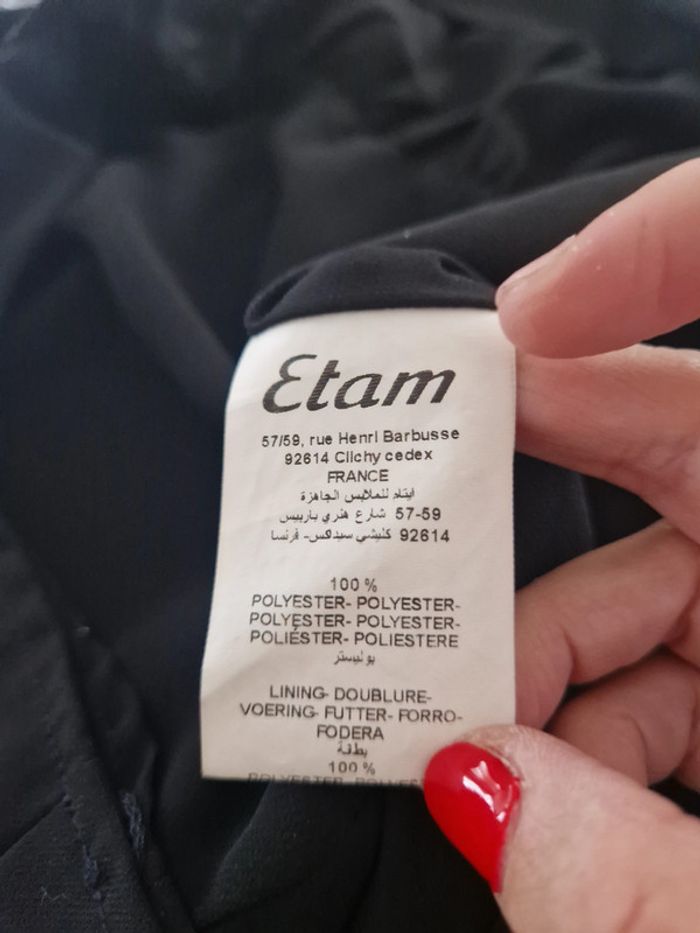 Etam
57/59, rue Henri Barbusse
92614 Clichy cedex
FRANCE
ايتام للملابس الجاهزة
57-59 شارع هنري باربيس
92614 كليشي سيداكس- فرنسا
100 %
POLYESTER- POLYESTER-
POLYESTER- POLYESTER-
POLIÉSTER- POLIESTERE
بوليستر
LINING- DOUBLURE-
VOERING- FUTTER- FORRO-
FODERA
بطانة
100 %
POLYESTER- POLYES